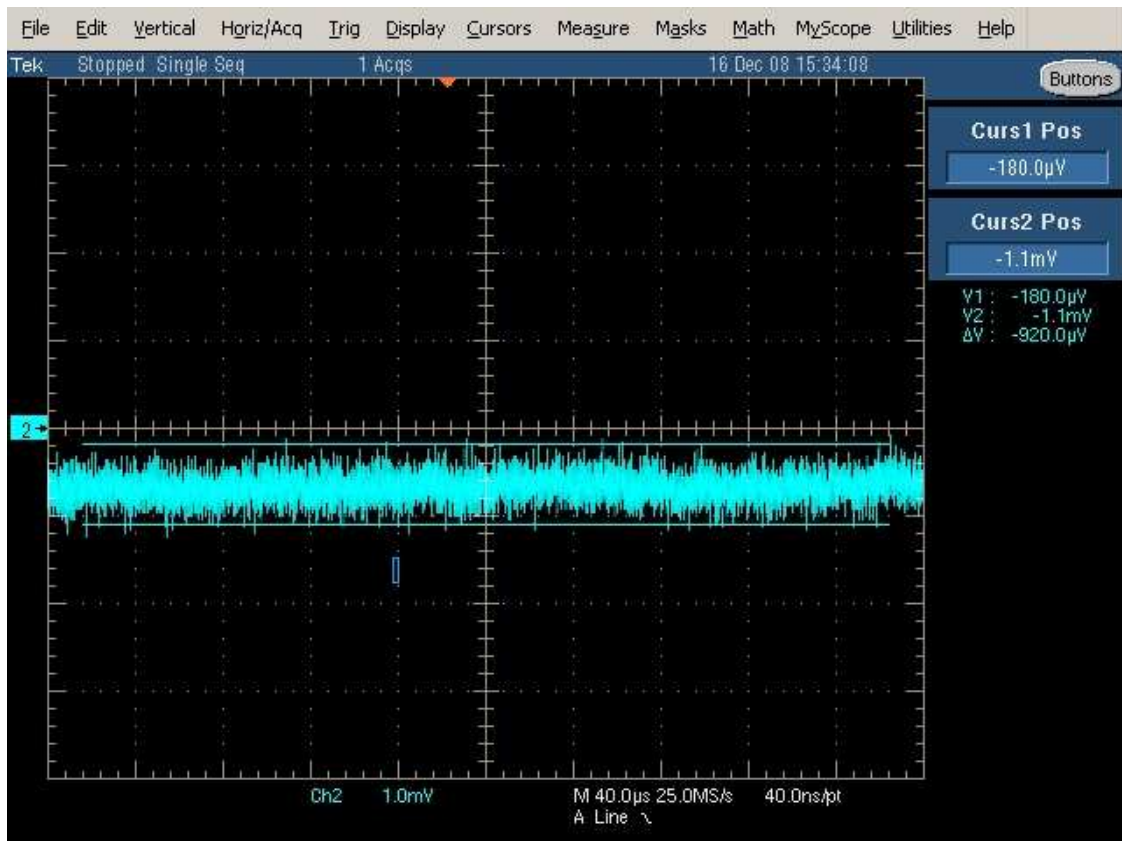 File Edit Vertical Horiz/Acq Trig Display Cursors Measure Masks Math MyScope Utilities Help
Tek Stopped Single Seq 1 Acqs 16 Dec 08 15:34:08
Buttons
Curs1 Pos
-180.0µV
Curs2 Pos
-1.1mV
V1 : -180.0µV
V2 : -1.1mV
ΔV : -920.0µV
2
Ch2 1.0mV M 40.0µs 25.0MS/s 40.0ns/pt
A Line